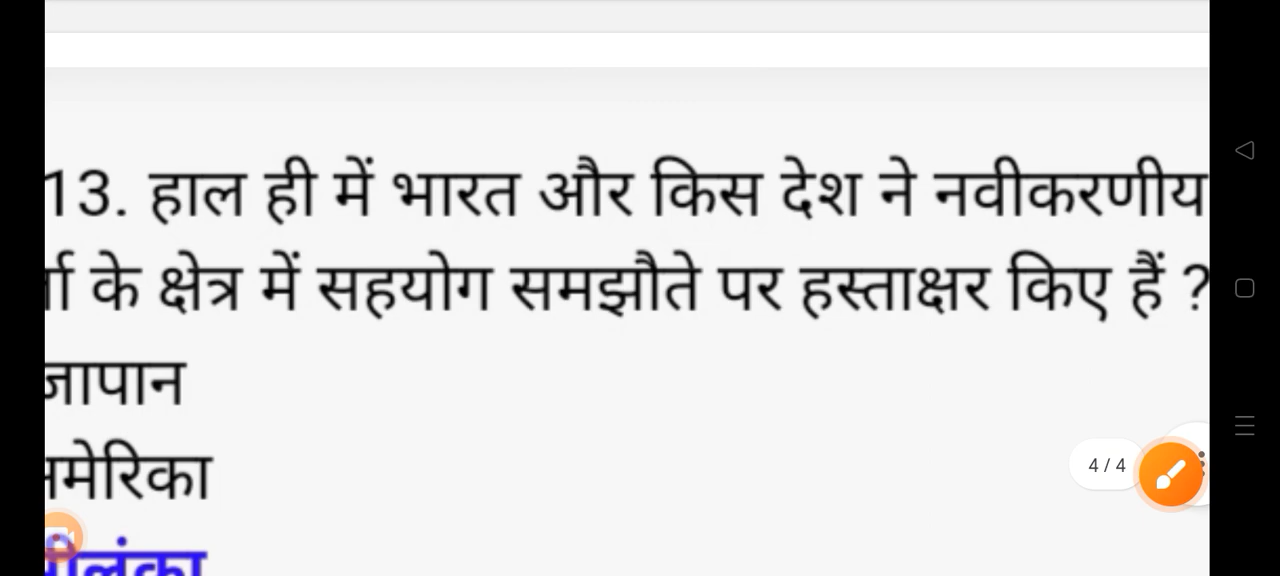 13. हाल ही में भारत और किस देश ने नवीकरणीय
के क्षेत्र में सहयोग समझौते पर हस्ताक्षर किए हैं ?
जापान
4 / 4